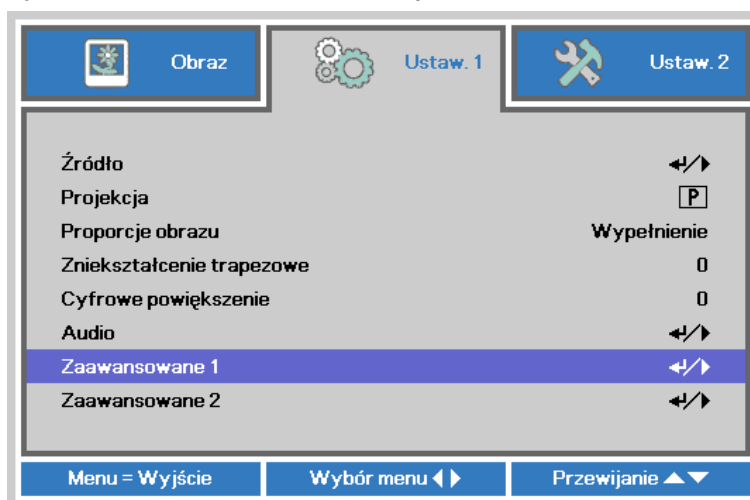 Obraz Ustaw. 1 Ustaw. 2
Źródło
Projekcja P
Proporcje obrazu Wypełnienie
Zniekształcenie trapezowe 0
Cyfrowe powiększenie 0
Audio
Zaawansowane 1
Zaawansowane 2
Menu = Wyjście Wybór menu Przewijanie